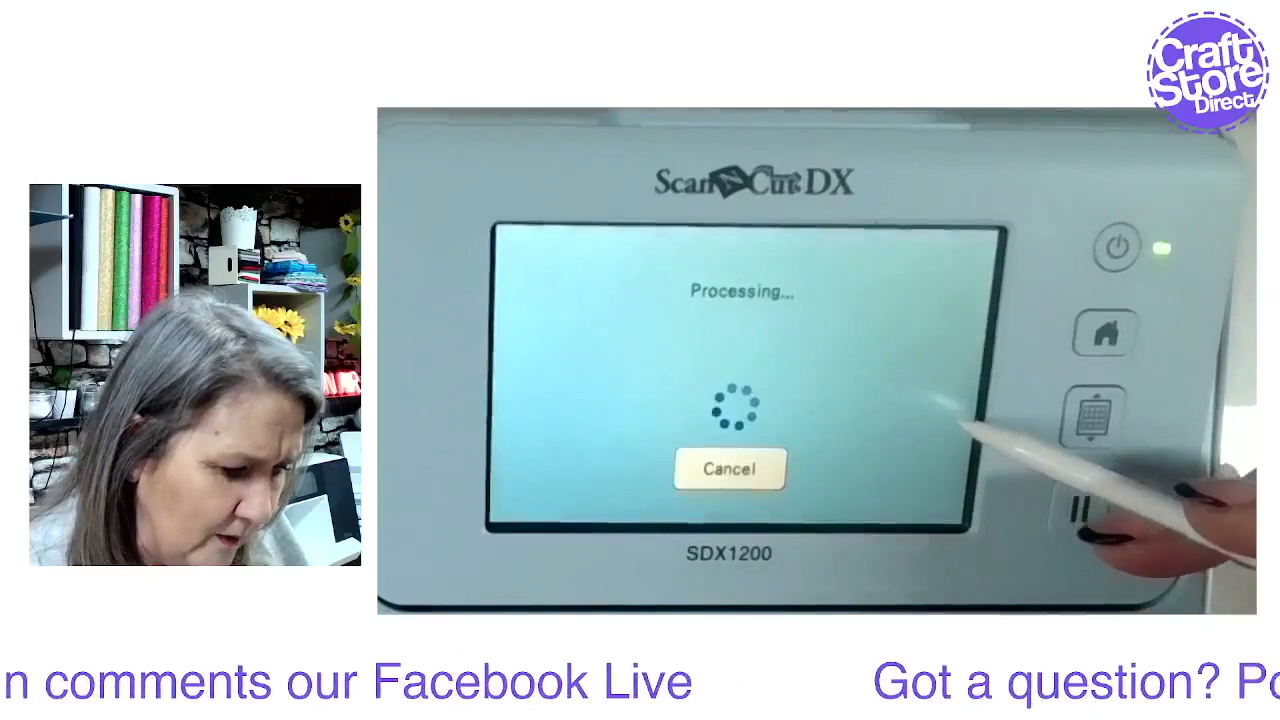 Craft
Store
Direct
ScanNCut DX
Processing...
Cancel
SDX1200
n comments our Facebook Live
Got a question? Po